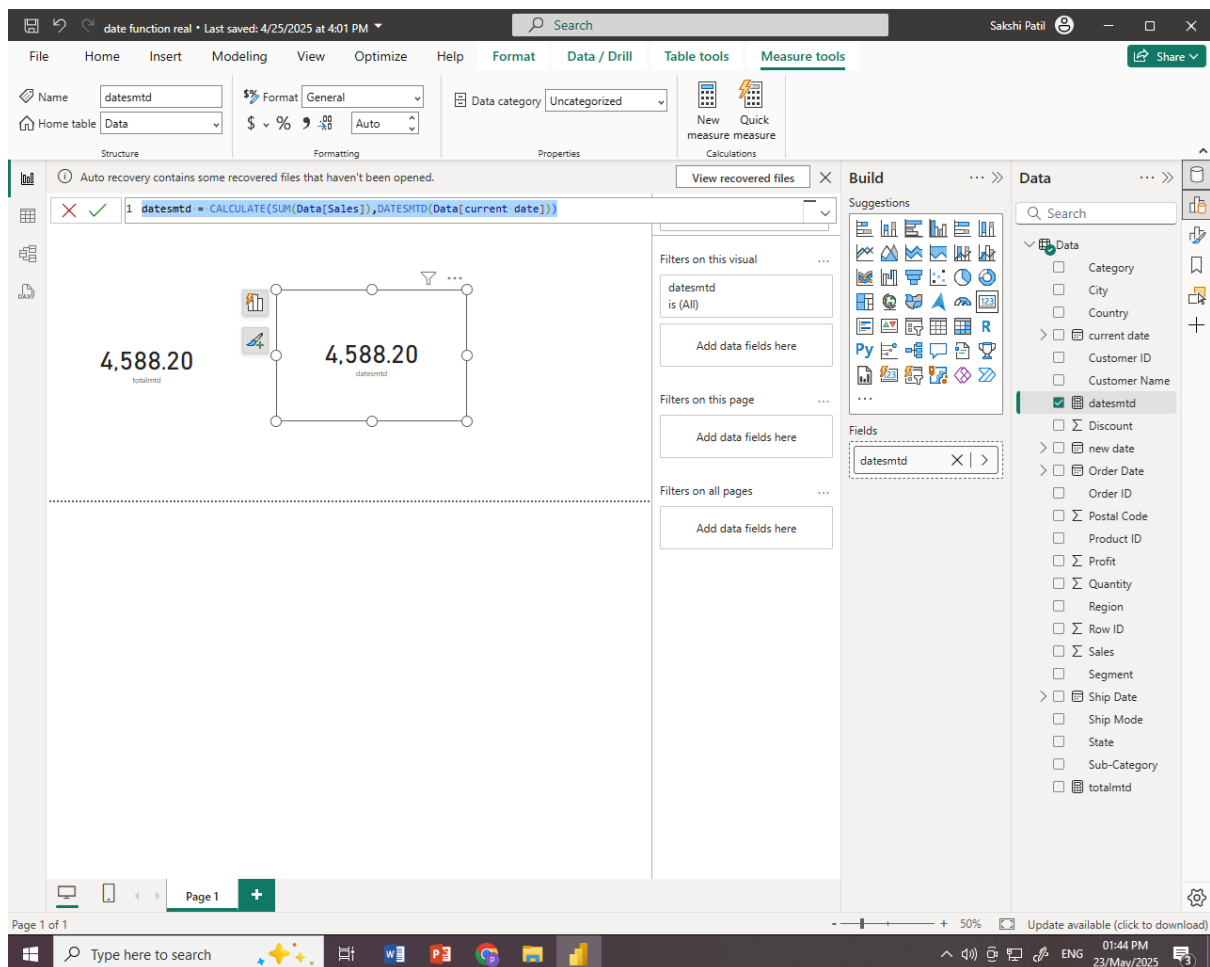 date function real • Last saved: 4/25/2025 at 4:01 PM
Search
Sakshi Patil
File Home Insert Modeling View Optimize Help Format Data / Drill Table tools Measure tools
Share
Name datesmtd
Home table Data
Structure
$% Format General
$ % 9 .00 Auto
Formatting
Data category Uncategorized
Properties
New measure
Quick measure
Calculations
Auto recovery contains some recovered files that haven't been opened.
View recovered files
1 datesmtd = CALCULATE(SUM(Data[Sales]),DATESMTD(Data[current date]))
4,588.20
totalmtd
4,588.20
datesmtd
Filters on this visual ...
datesmtd
is (All)
Add data fields here
Filters on this page ...
Add data fields here
Filters on all pages ...
Add data fields here
Build ...
Suggestions
123
R
Py
123
...
Fields
datesmtd
Data ...
Search
Data
Category
City
Country
current date
Customer ID
Customer Name
datesmtd
Σ Discount
new date
Order Date
Order ID
Σ Postal Code
Product ID
Σ Profit
Σ Quantity
Region
Σ Row ID
Σ Sales
Segment
Ship Date
Ship Mode
State
Sub-Category
totalmtd
DAX
Page 1
+
Page 1 of 1
- + 50%
Update available (click to download)
Type here to search
ENG
01:44 PM
23/May/2025
3